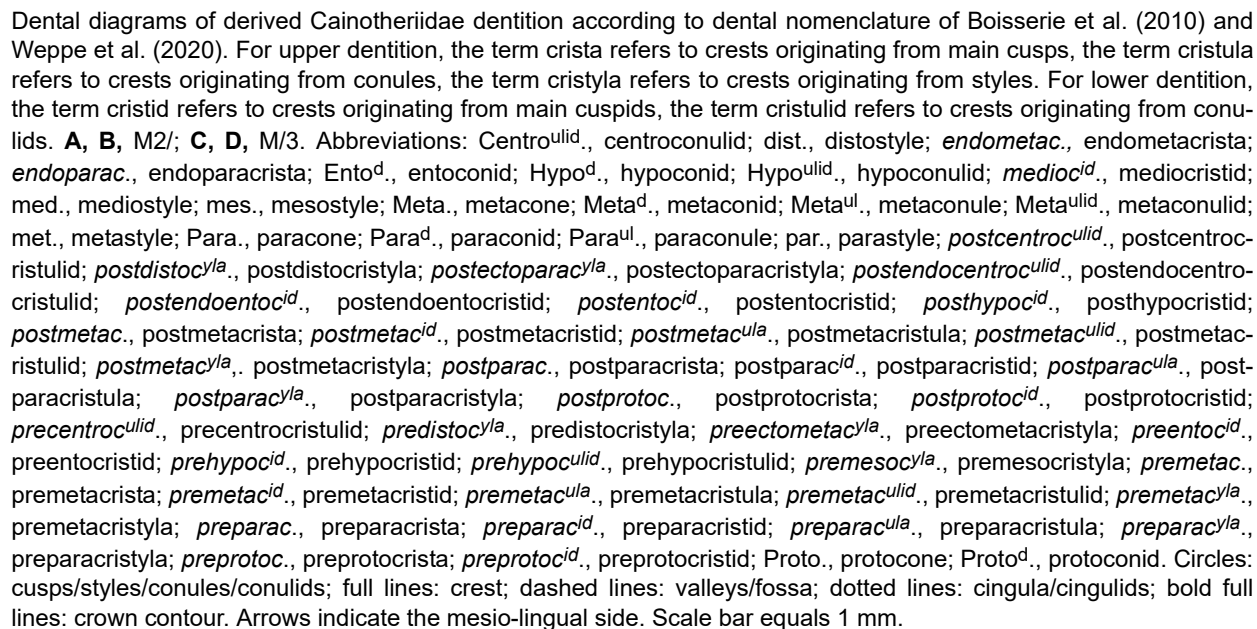 Dental diagrams of derived Cainotheriidae dentition according to dental nomenclature of Boisserie et al. (2010) and
Weppe et al. (2020). For upper dentition, the term crista refers to crests originating from main cusps, the term cristula
refers to crests originating from conules, the term cristyla refers to crests originating from styles. For lower dentition,
the term cristid refers to crests originating from main cuspids, the term cristulid refers to crests originating from conu-
lids. A, B, M2/; C, D, M/3. Abbreviations: Centroulid., centroconulid; dist., distostyle; endometac., endometacrista;
endoparac., endoparacrista; Entod., entoconid; Hypod., hypoconid; Hypoulid., hypoconulid; mediocid., mediocristid;
med., mediostyle; mes., mesostyle; Meta., metacone; Metad., metaconid; Metaul., metaconule; Metaulid., metaconulid;
met., metastyle; Para., paracone; Parad., paraconid; Paraul., paraconule; par., parastyle; postcentroculid., postcentroc-
ristulid; postdistocyla., postdistocristyla; postectoparacyla., postectoparacristyla; postendocentroculid., postendocentro-
cristulid; postendoentocid., postendoentocristid; postentocid., postentocristid; posthypocid., posthypocristid;
postmetac., postmetacrista; postmetacid., postmetacristid; postmetacula., postmetacristula; postmetaculid., postmetac-
ristulid; postmetacyla,. postmetacristyla; postparac., postparacrista; postparacid., postparacristid; postparacula., post-
paracristula; postparacyla., postparacristyla; postprotoc., postprotocrista; postprotocid., postprotocristid;
precentroculid., precentrocristulid; predistocyla., predistocristyla; preectometacyla., preectometacristyla; preentocid.,
preentocristid; prehypocid., prehypocristid; prehypoculid., prehypocristulid; premesocyla., premesocristyla; premetac.,
premetacrista; premetacid., premetacristid; premetacula., premetacristula; premetaculid., premetacristulid; premetacyla.,
premetacristyla; preparac., preparacrista; preparacid., preparacristid; preparacula., preparacristula; preparacyla.,
preparacristyla; preprotoc., preprotocrista; preprotocid., preprotocristid; Proto., protocone; Protod., protoconid. Circles:
cusps/styles/conules/conulids; full lines: crest; dashed lines: valleys/fossa; dotted lines: cingula/cingulids; bold full
lines: crown contour. Arrows indicate the mesio-lingual side. Scale bar equals 1 mm.